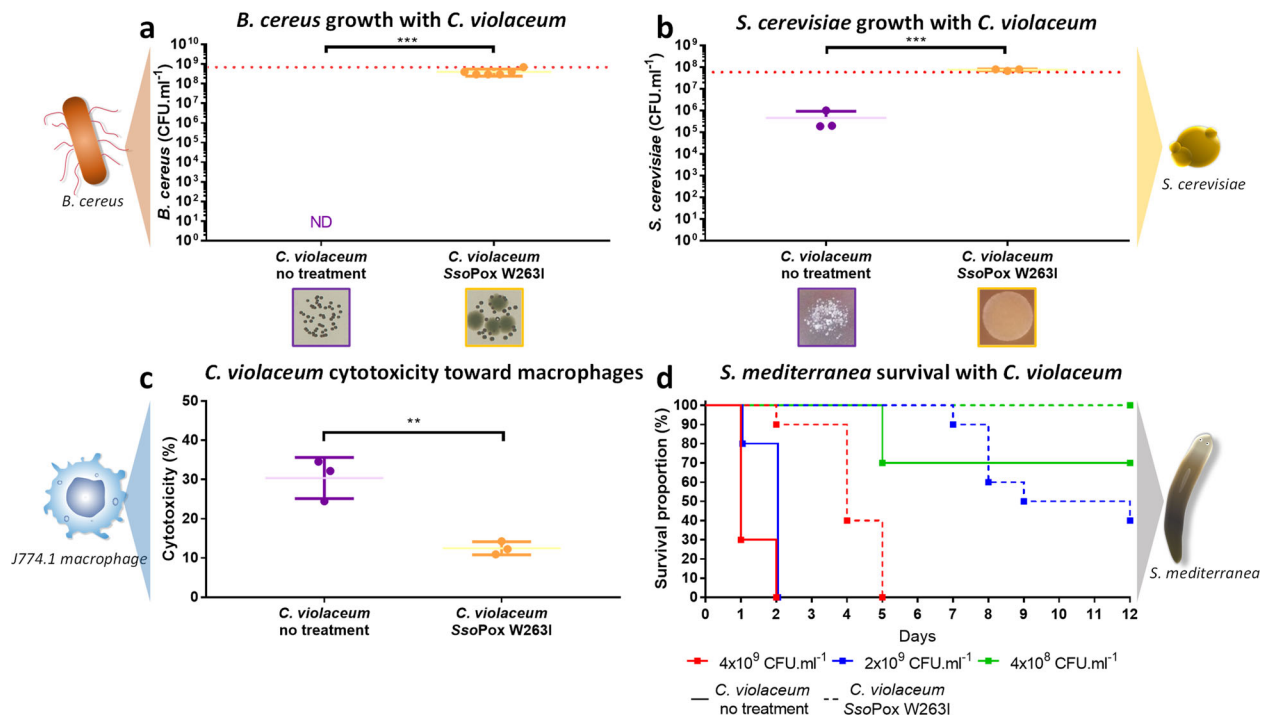 a
B. cereus growth with C. violaceum
B. cereus (CFU.ml-1)
10^10
10^9
10^8
10^7
10^6
10^5
10^4
10^3
10^2
10^1
10^0
***
ND
B. cereus
C. violaceum
no treatment
C. violaceum
SsoPox W263I
b
S. cerevisiae growth with C. violaceum
S. cerevisiae (CFU.ml-1)
10^9
10^8
10^7
10^6
10^5
10^4
10^3
10^2
10^1
10^0
***
S. cerevisiae
C. violaceum
no treatment
C. violaceum
SsoPox W263I
c
C. violaceum cytotoxicity toward macrophages
Cytotoxicity (%)
50
40
30
20
10
0
**
J774.1 macrophage
C. violaceum
no treatment
C. violaceum
SsoPox W263I
d
S. mediterranea survival with C. violaceum
Survival proportion (%)
100
90
80
70
60
50
40
30
20
10
0
0 1 2 3 4 5 6 7 8 9 10 11 12
Days
S. mediterranea
4x10^9 CFU.ml-1 2x10^9 CFU.ml-1 4x10^8 CFU.ml-1
C. violaceum
no treatment
C. violaceum
SsoPox W263I